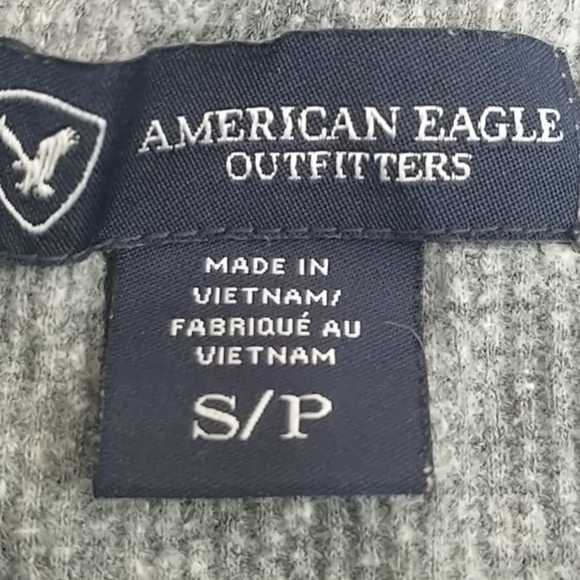 AMERICAN EAGLE
OUTFITTERS
MADE IN
VIETNAM/
FABRIQUÉ AU
VIETNAM
S/P